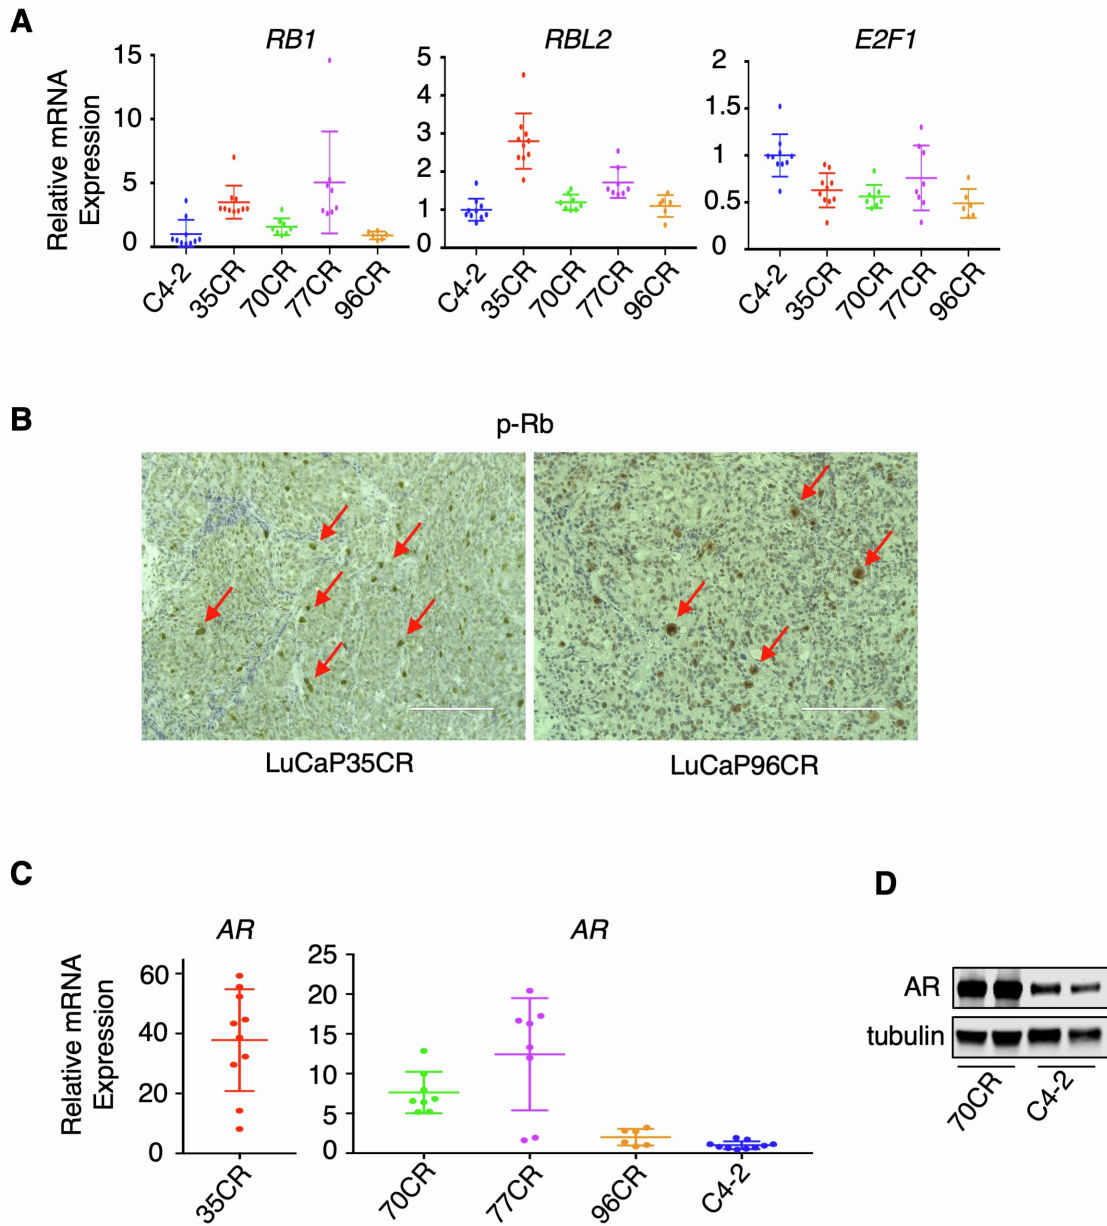 A
RB1
RBL2
E2F1
Relative mRNA
Expression
15
10
5
0
C4-2
35CR
70CR
77CR
96CR
5
4
3
2
1
0
C4-2
35CR
70CR
77CR
96CR
2
1.5
1
0.5
0
C4-2
35CR
70CR
77CR
96CR
B
p-Rb
LuCaP35CR
LuCaP96CR
C
AR
AR
Relative mRNA
Expression
60
40
20
0
35CR
25
20
15
10
5
0
70CR
77CR
96CR
C4-2
D
AR
tubulin
70CR
C4-2